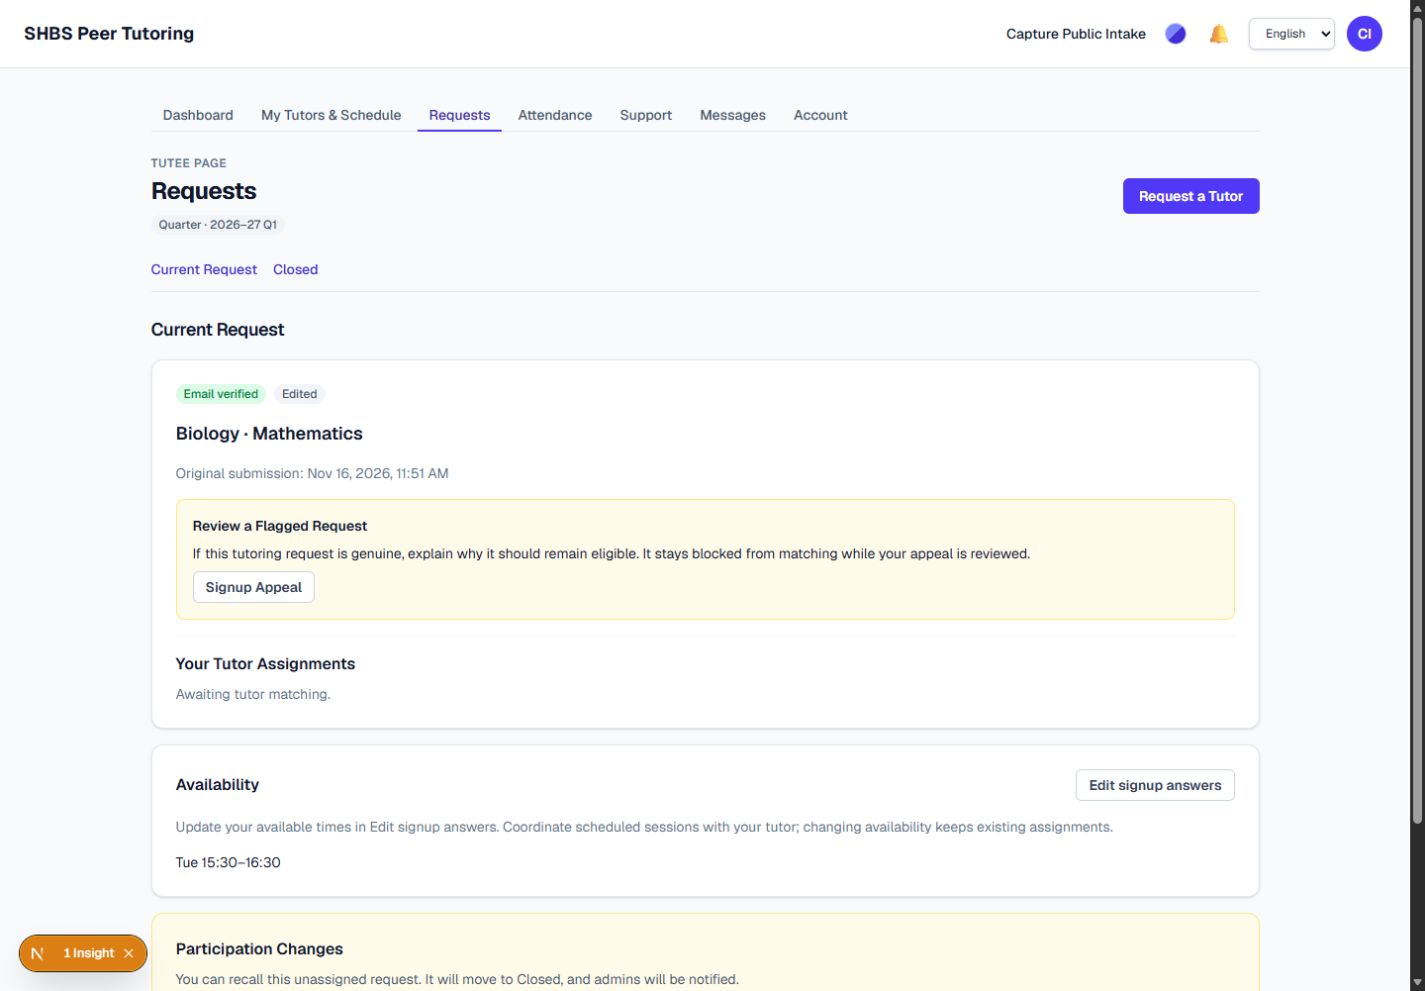 SHBS Peer Tutoring
Capture Public Intake
English
CI
Dashboard
My Tutors & Schedule
Requests
Attendance
Support
Messages
Account
TUTEE PAGE
Requests
Request a Tutor
Quarter · 2026–27 Q1
Current Request
Closed
Current Request
Email verified
Edited
Biology · Mathematics
Original submission: Nov 16, 2026, 11:51 AM
Review a Flagged Request
If this tutoring request is genuine, explain why it should remain eligible. It stays blocked from matching while your appeal is reviewed.
Signup Appeal
Your Tutor Assignments
Awaiting tutor matching.
Availability
Edit signup answers
Update your available times in Edit signup answers. Coordinate scheduled sessions with your tutor; changing availability keeps existing assignments.
Tue 15:30–16:30
Participation Changes
You can recall this unassigned request. It will move to Closed, and admins will be notified.
N
1 Insight